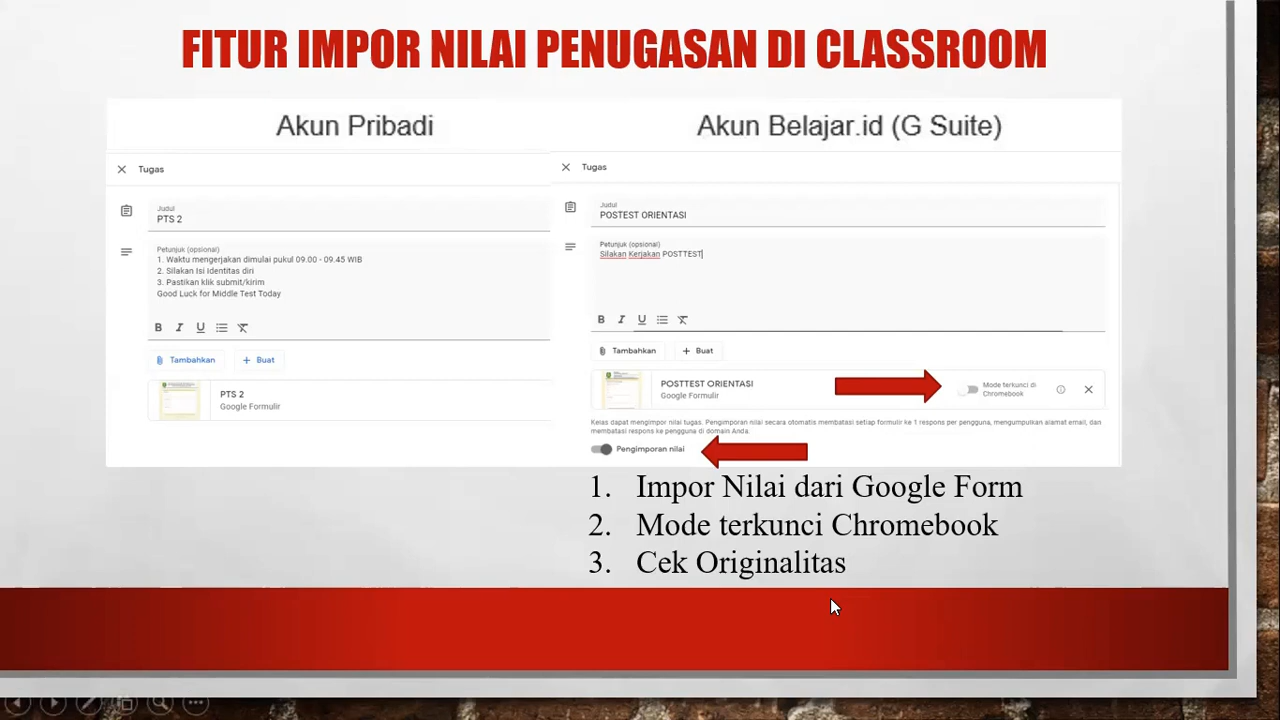 FITUR IMPOR NILAI PENUGASAN DI CLASSROOM
Akun Pribadi
Tugas
Judul
PTS 2
Petunjuk (opsional)
1. Waktu mengerjakan dimulai pukul 09.00 - 09.45 WIB
2. Silakan Isi Identitas diri
3. Pastikan klik submit/kirim
Good Luck for Middle Test Today
B I U
Tambahkan
+ Buat
PTS 2
Google Formulir
Akun Belajar.id (G Suite)
Tugas
Judul
POSTEST ORIENTASI
Petunjuk (opsional)
Silakan Kerjakan POSTTEST
B I U
Tambahkan
+ Buat
POSTTEST ORIENTASI
Google Formulir
Mode terkunci di
Chromebook
Kelas dapat mengimpor nilai tugas. Pengimporan nilai secara otomatis membatasi setiap formulir ke 1 respons per pengguna, mengumpulkan alamat email, dan
membatasi respons ke pengguna di domain Anda.
Pengimporan nilai
1. Impor Nilai dari Google Form
2. Mode terkunci Chromebook
3. Cek Originalitas